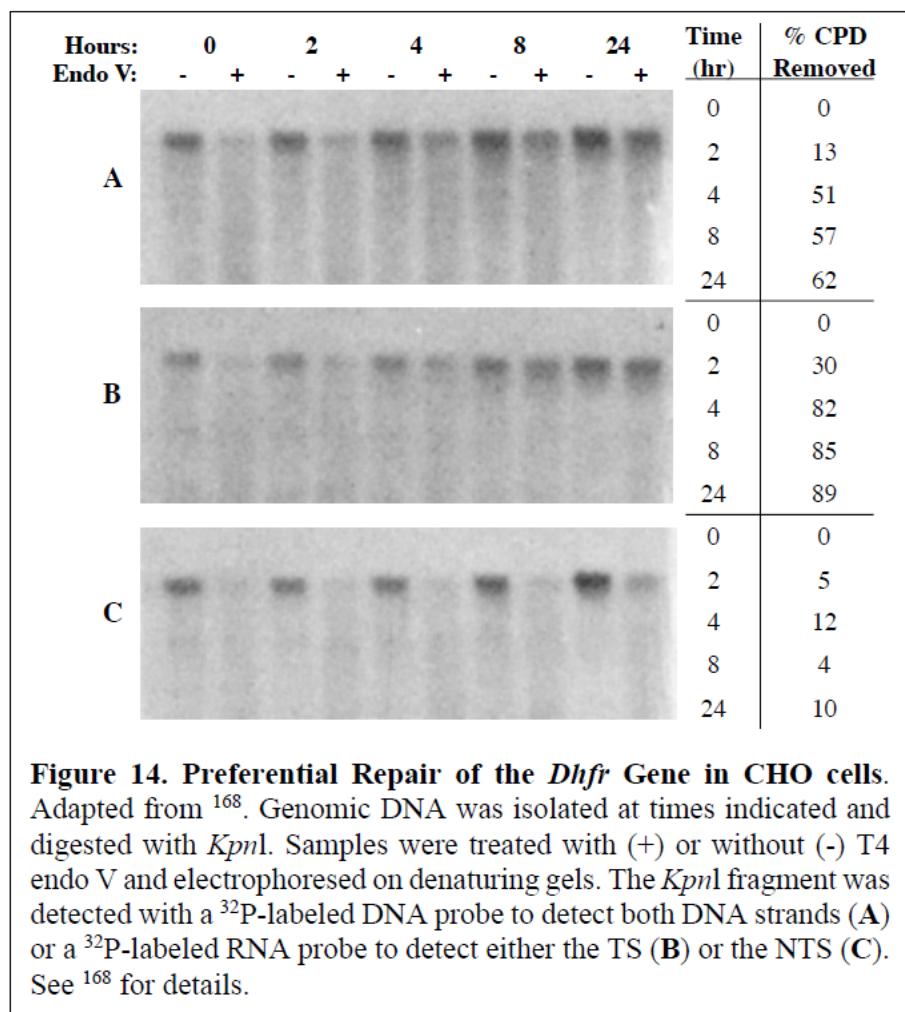 Hours: 0 2 4 8 24 Time % CPD
Endo V: - + - + - + - + - + (hr) Removed
A
0 0
2 13
4 51
8 57
24 62
B
0 0
2 30
4 82
8 85
24 89
C
0 0
2 5
4 12
8 4
24 10
Figure 14. Preferential Repair of the Dhfr Gene in CHO cells.
Adapted from 168. Genomic DNA was isolated at times indicated and
digested with Kpnl. Samples were treated with (+) or without (-) T4
endo V and electrophoresed on denaturing gels. The Kpnl fragment was
detected with a 32P-labeled DNA probe to detect both DNA strands (A)
or a 32P-labeled RNA probe to detect either the TS (B) or the NTS (C).
See 168 for details.